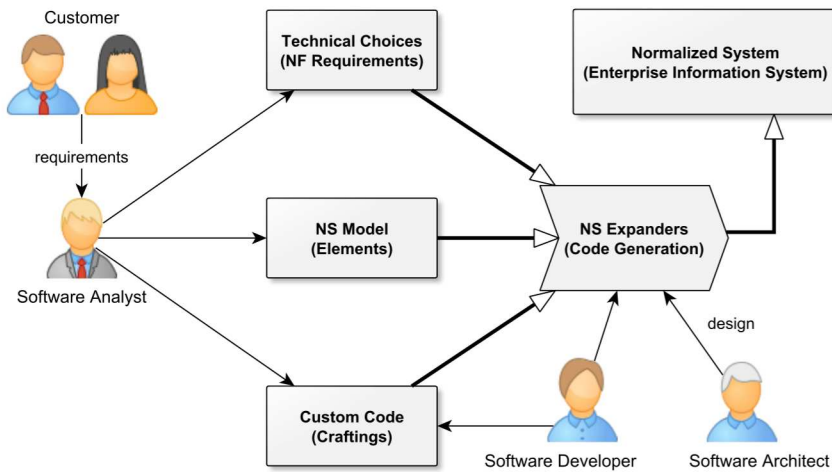 Customer
requirements
Software Analyst
Technical Choices
(NF Requirements)
NS Model
(Elements)
Custom Code
(Craftings)
Normalized System
(Enterprise Information System)
NS Expanders
(Code Generation)
design
Software Developer
Software Architect